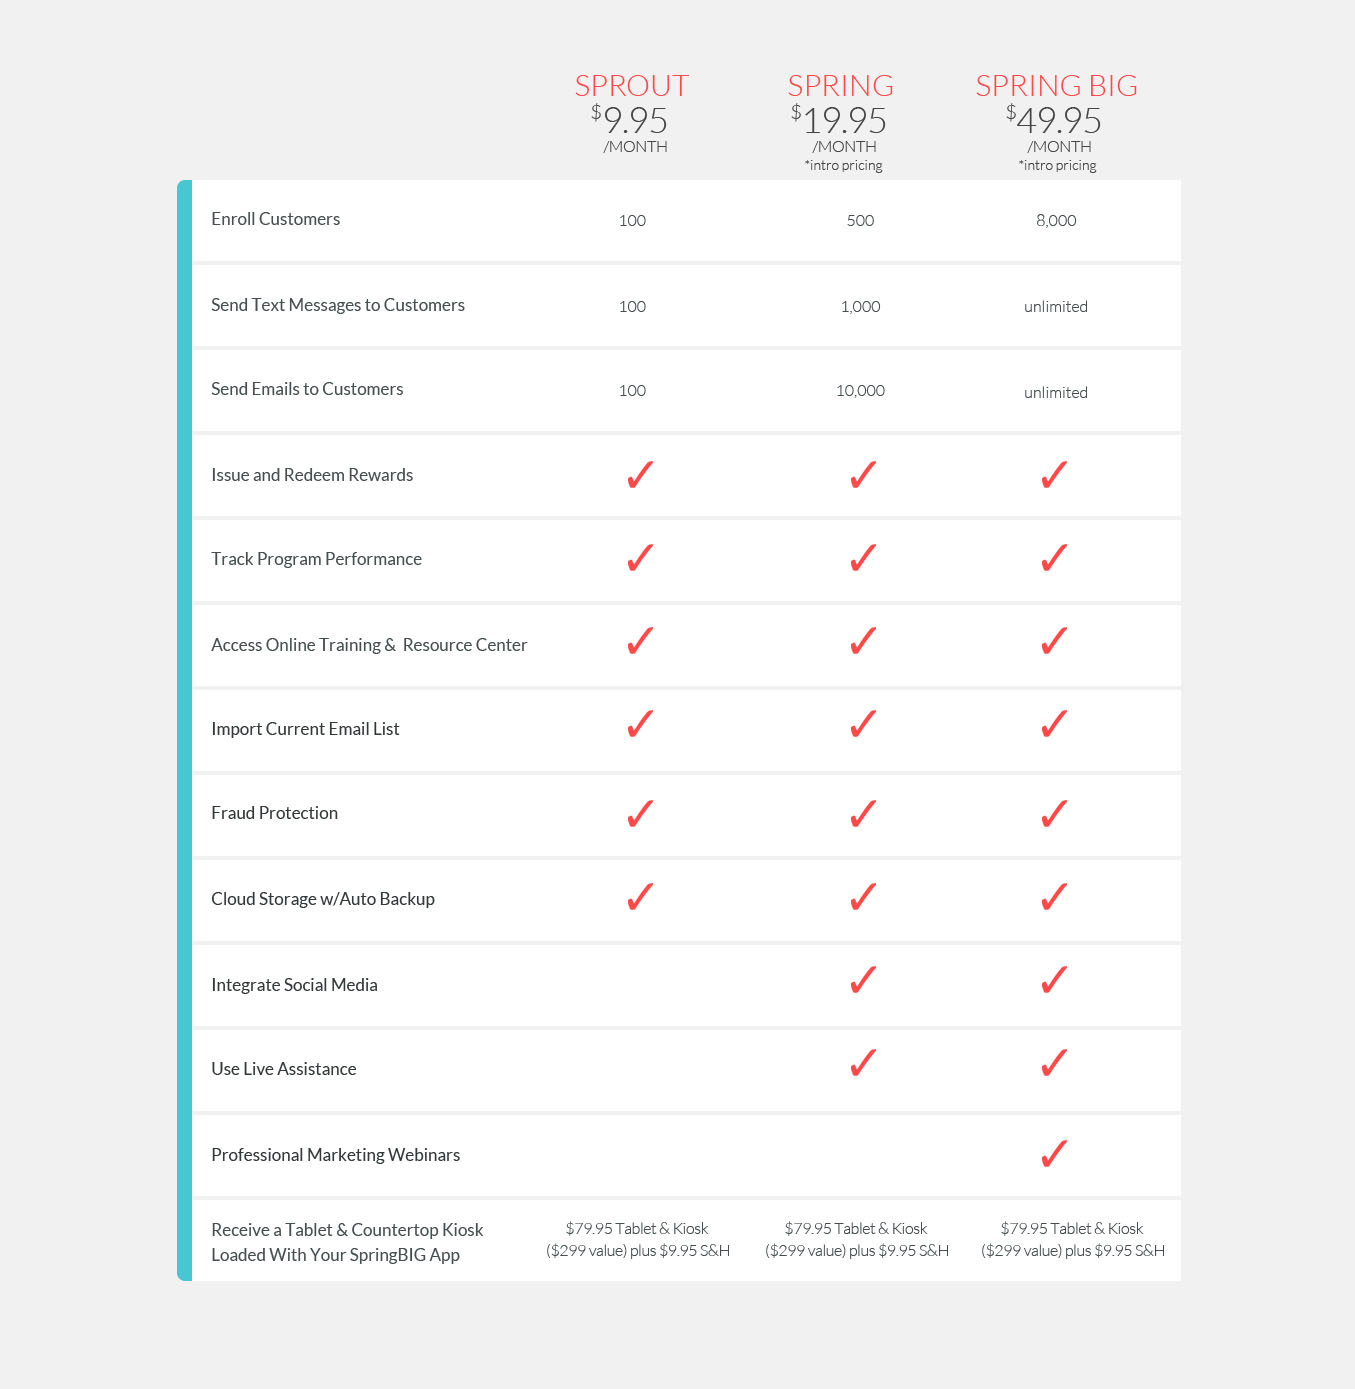 SPROUT SPRING SPRING BIG
$9.95 $19.95 $49.95
/MONTH /MONTH /MONTH
*intro pricing *intro pricing
Enroll Customers 100 500 8,000
Send Text Messages to Customers 100 1,000 unlimited
Send Emails to Customers 100 10,000 unlimited
Issue and Redeem Rewards ✓ ✓ ✓
Track Program Performance ✓ ✓ ✓
Access Online Training & Resource Center ✓ ✓ ✓
Import Current Email List ✓ ✓ ✓
Fraud Protection ✓ ✓ ✓
Cloud Storage w/Auto Backup ✓ ✓ ✓
Integrate Social Media ✓ ✓
Use Live Assistance ✓ ✓
Professional Marketing Webinars ✓
Receive a Tablet & Countertop Kiosk $79.95 Tablet & Kiosk $79.95 Tablet & Kiosk $79.95 Tablet & Kiosk
Loaded With Your SpringBIG App ($299 value) plus $9.95 S&H ($299 value) plus $9.95 S&H ($299 value) plus $9.95 S&H